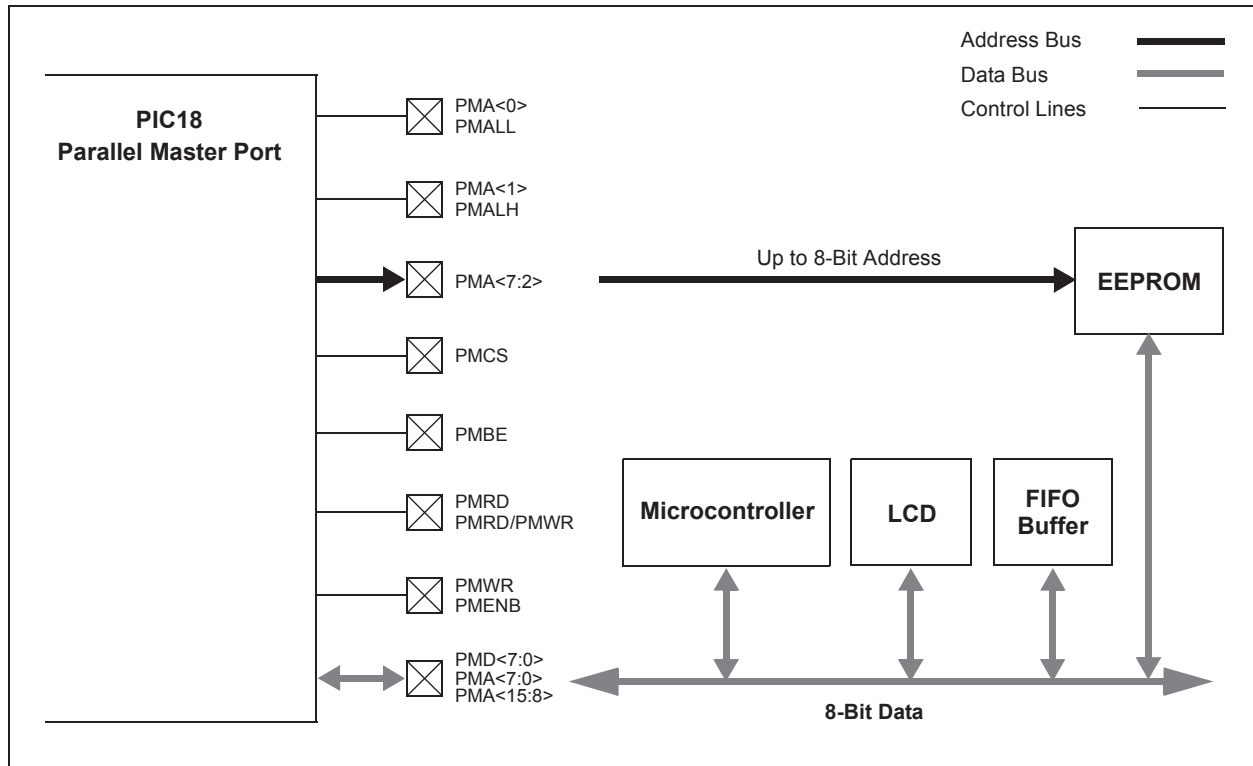 Address Bus
Data Bus
Control Lines
PIC18
Parallel Master Port
PMA<0>
PMALL
PMA<1>
PMALH
PMA<7:2>
Up to 8-Bit Address
EEPROM
PMCS
PMBE
PMRD
PMRD/PMWR
Microcontroller
LCD
FIFO
Buffer
PMWR
PMENB
PMD<7:0>
PMA<7:0>
PMA<15:8>
8-Bit Data